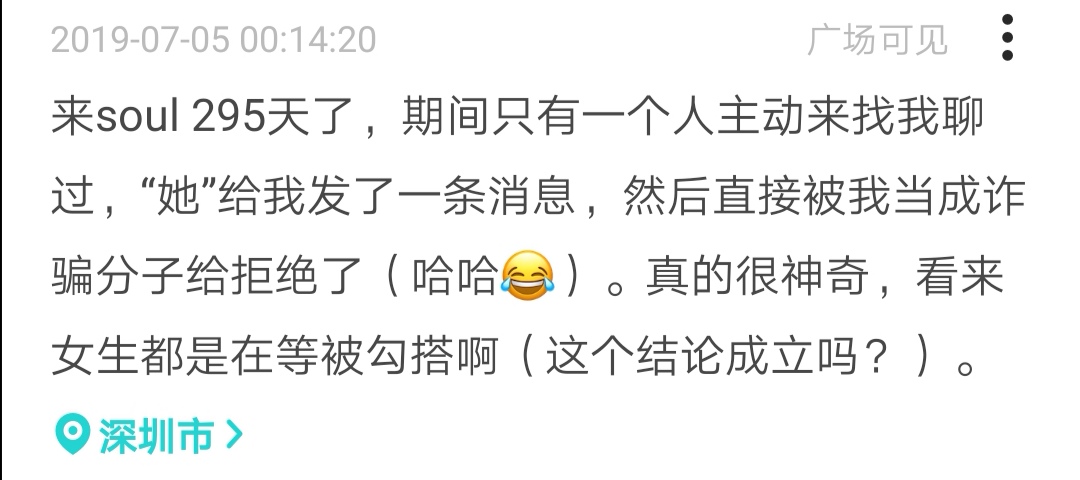 2019-07-05 00:14:20 广场可见
来soul 295天了，期间只有一个人主动来找我聊
过，“她”给我发了一条消息，然后直接被我当成诈
骗分子给拒绝了（哈哈😂）。真的很神奇，看来
女生都是在等被勾搭啊（这个结论成立吗？）。
深圳市